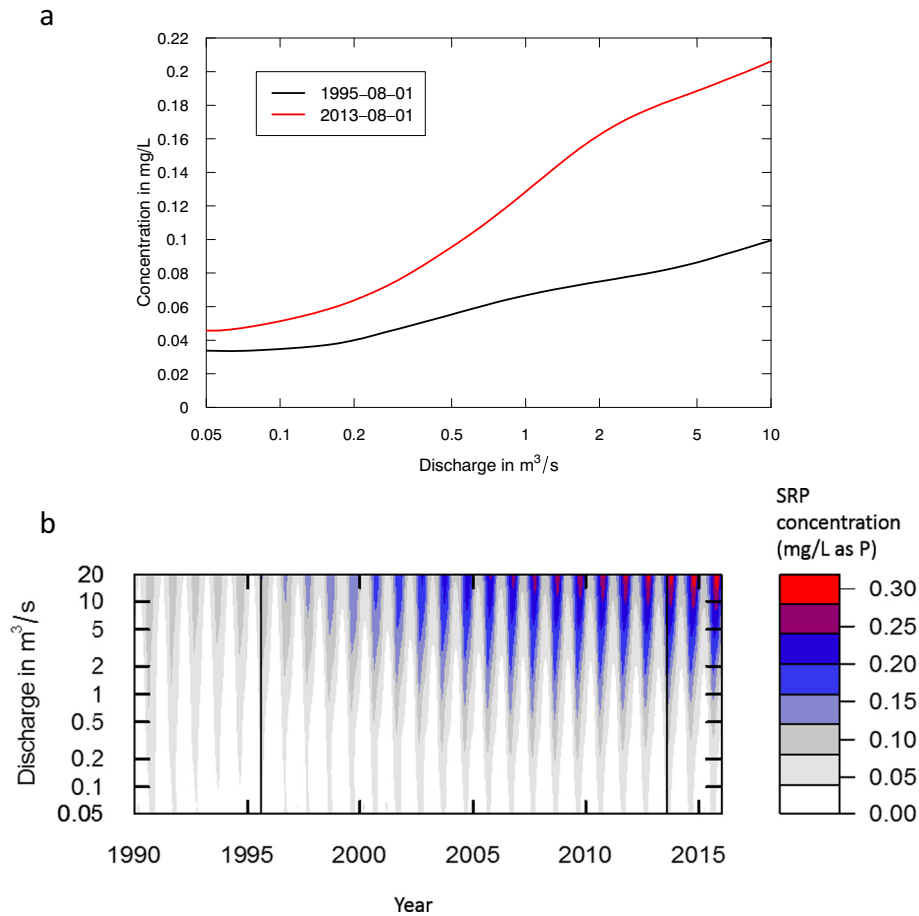 a
Concentration in mg/L
0.22
0.2
0.18
0.16
0.14
0.12
0.1
0.08
0.06
0.04
0.02
0
1995–08–01
2013–08–01
0.05 0.1 0.2 0.5 1 2 5 10
Discharge in m³/s
b
SRP
concentration
(mg/L as P)
Discharge in m³/s
20
10
5
2
1
0.5
0.2
0.1
0.05
0.30
0.25
0.20
0.15
0.10
0.05
0.00
1990 1995 2000 2005 2010 2015
Year